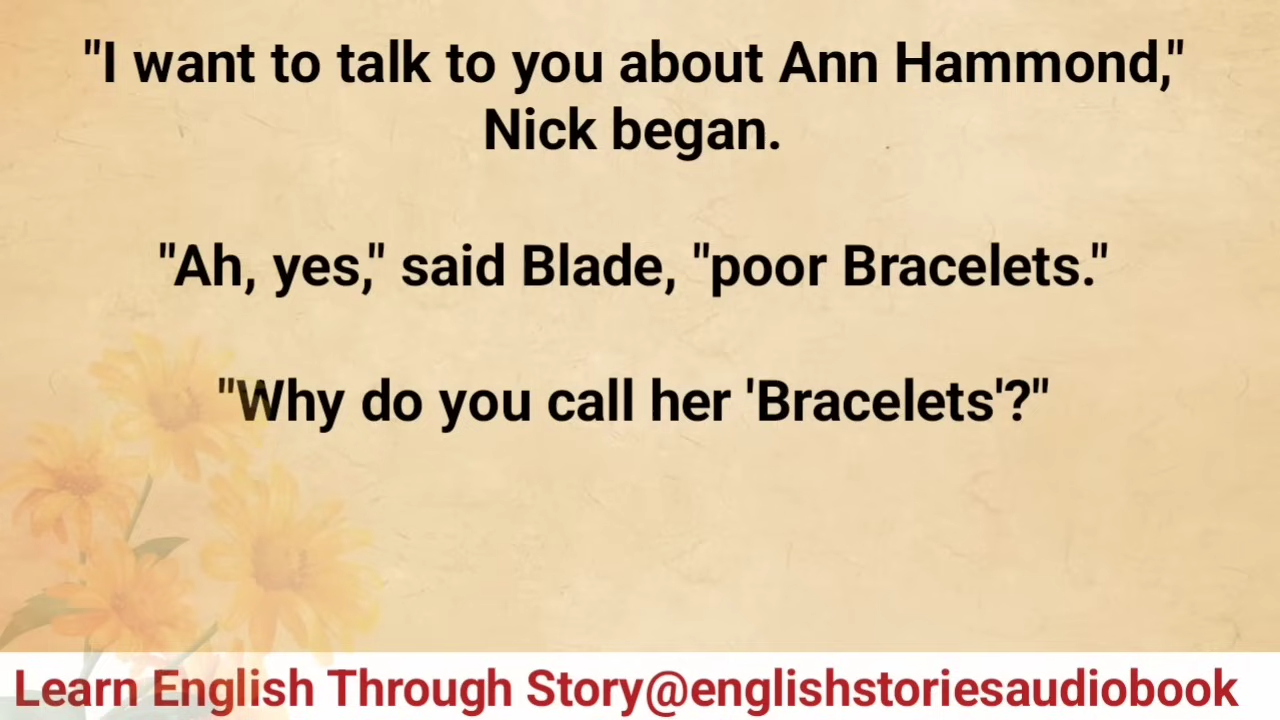 "I want to talk to you about Ann Hammond,"
Nick began.
"Ah, yes," said Blade, "poor Bracelets."
"Why do you call her 'Bracelets'?"
Learn English Through Story@englishstoriesaudiobook